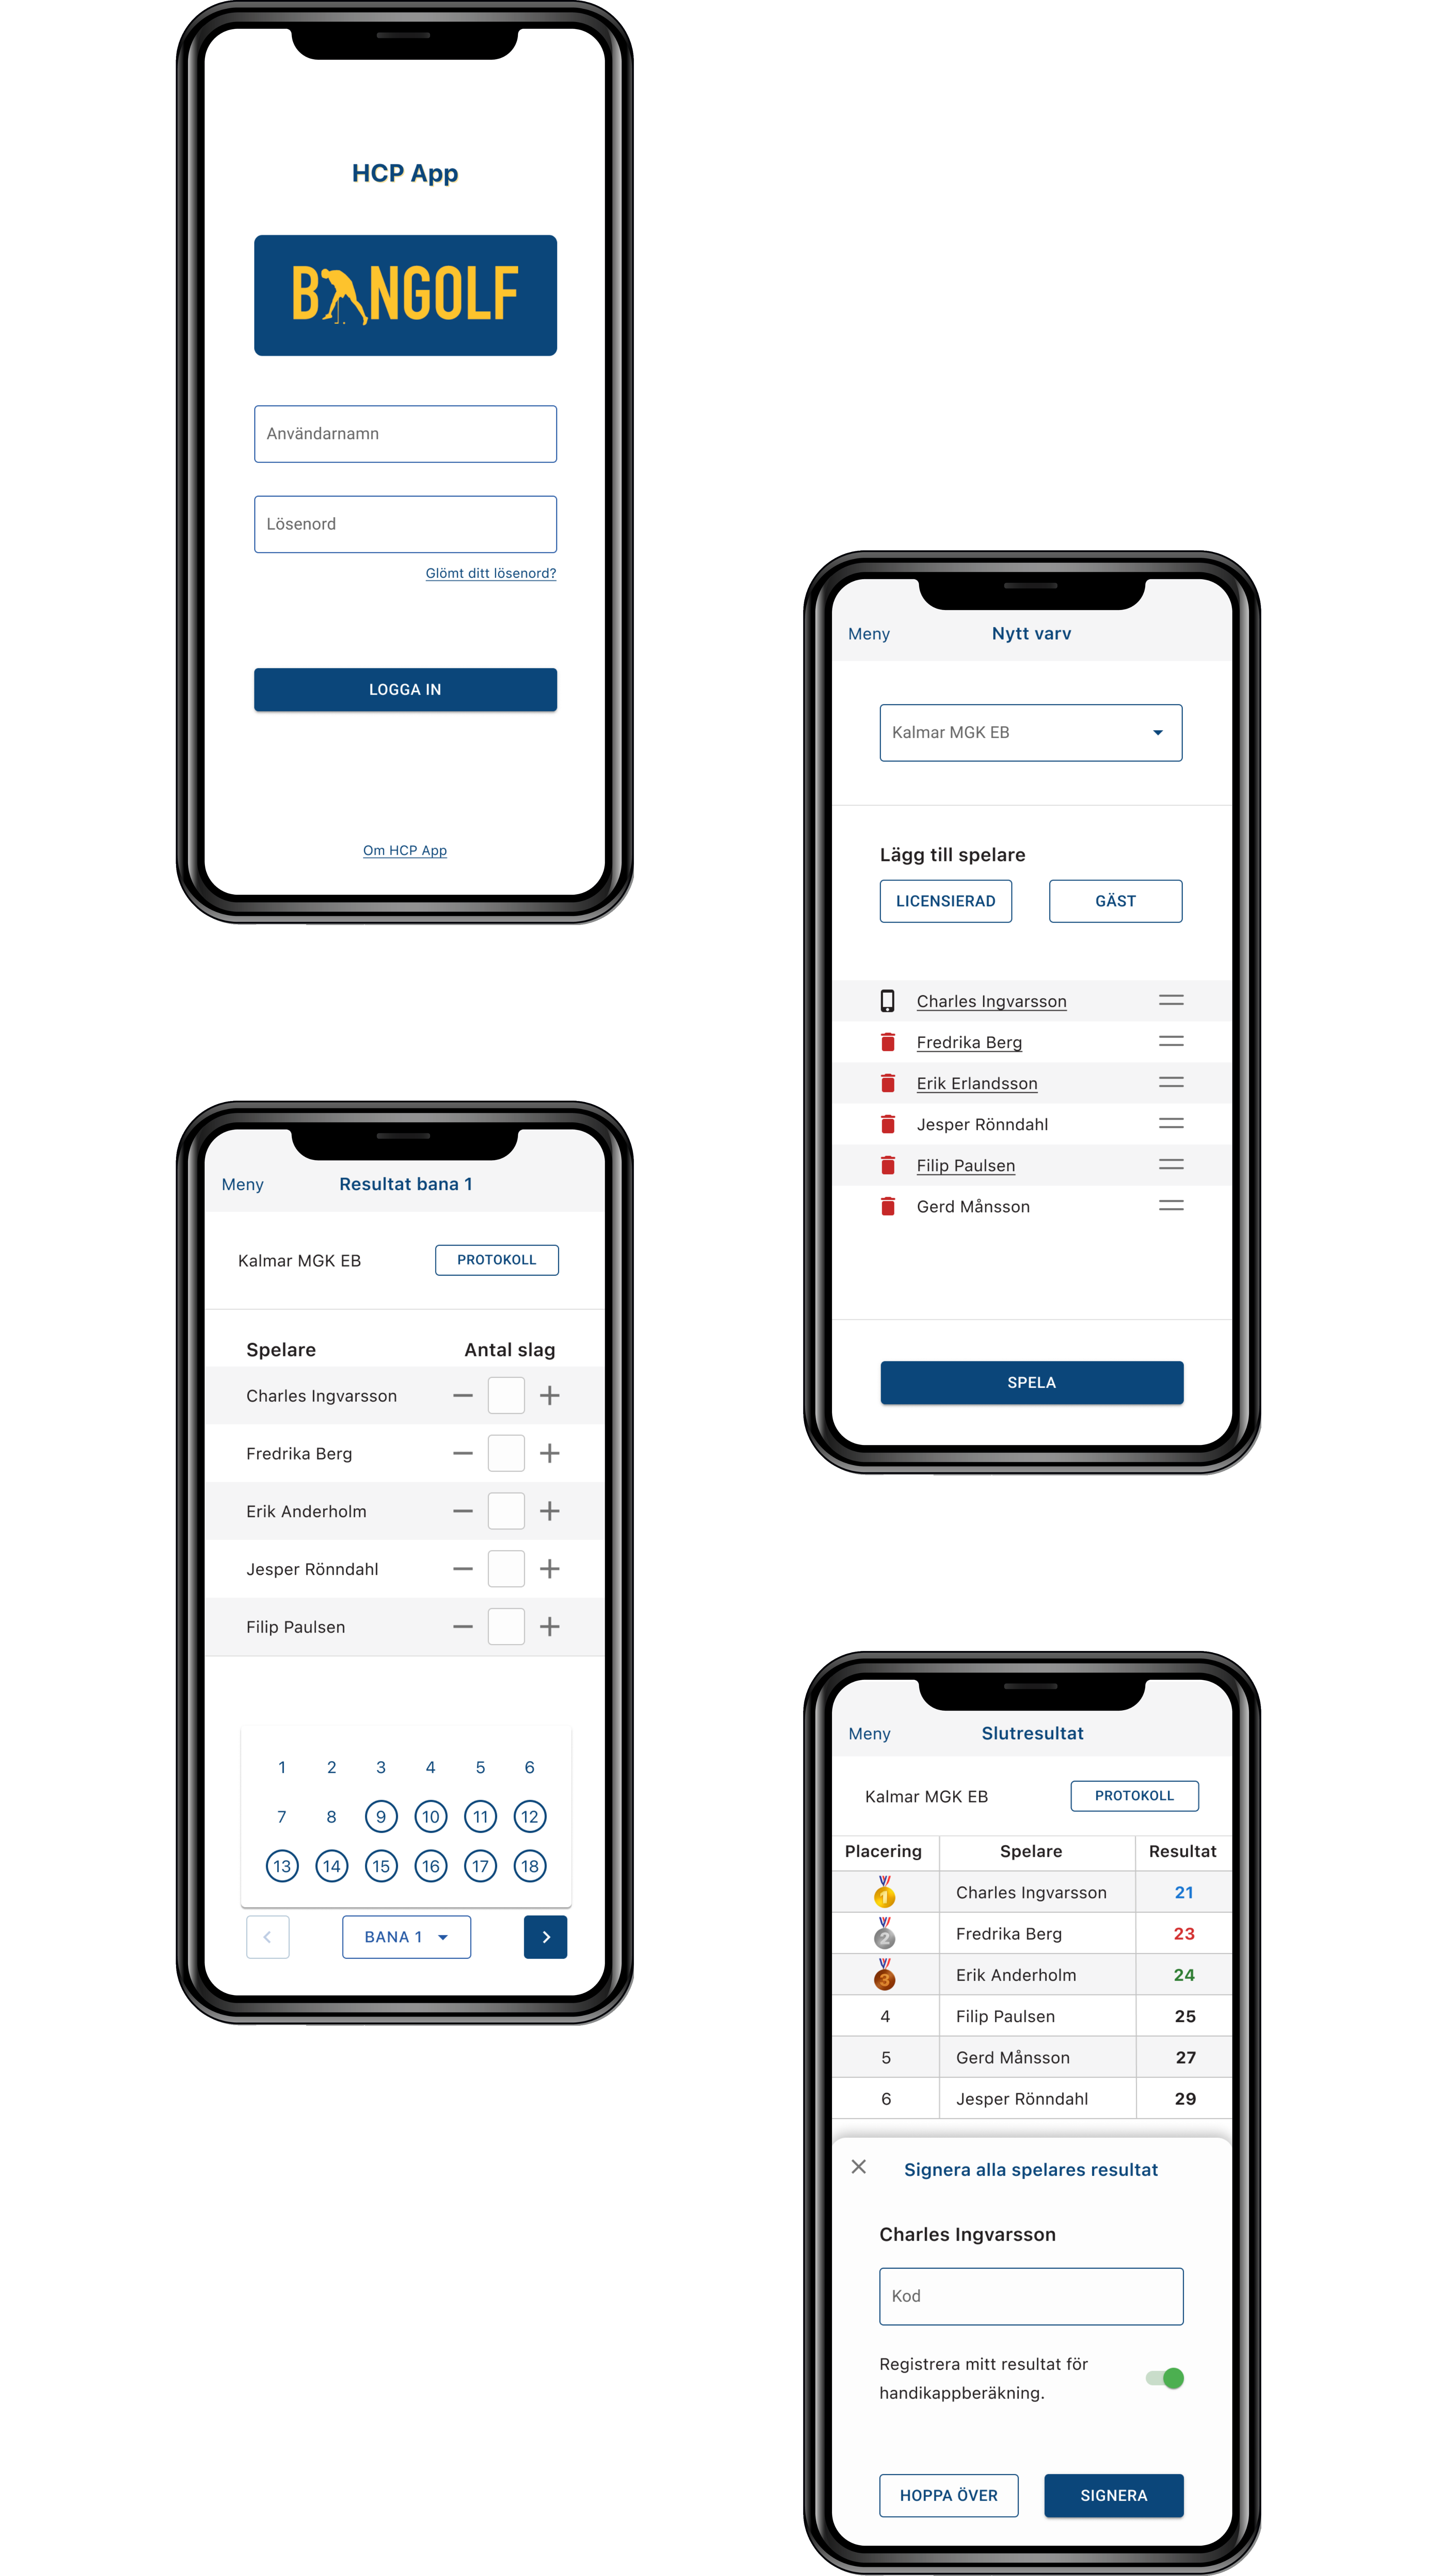 HCP App
BANGOLF
Användarnamn
Lösenord
Glömt ditt lösenord?
LOGGA IN
Om HCP App
Meny Nytt varv
Kalmar MGK EB
Lägg till spelare
LICENSIERAD GÄST
Charles Ingvarsson
Fredrika Berg
Erik Erlandsson
Jesper Rönndahl
Filip Paulsen
Gerd Månsson
SPELA
Meny Resultat bana 1
Kalmar MGK EB PROTOKOLL
Spelare Antal slag
Charles Ingvarsson
Fredrika Berg
Erik Anderholm
Jesper Rönndahl
Filip Paulsen
1 2 3 4 5 6
7 8 9 10 11 12
13 14 15 16 17 18
BANA 1
Meny Slutresultat
Kalmar MGK EB PROTOKOLL
Placering Spelare Resultat
1 Charles Ingvarsson 21
2 Fredrika Berg 23
3 Erik Anderholm 24
4 Filip Paulsen 25
5 Gerd Månsson 27
6 Jesper Rönndahl 29
Signera alla spelares resultat
Charles Ingvarsson
Kod
Registrera mitt resultat för
handikappberäkning.
HOPPA ÖVER SIGNERA